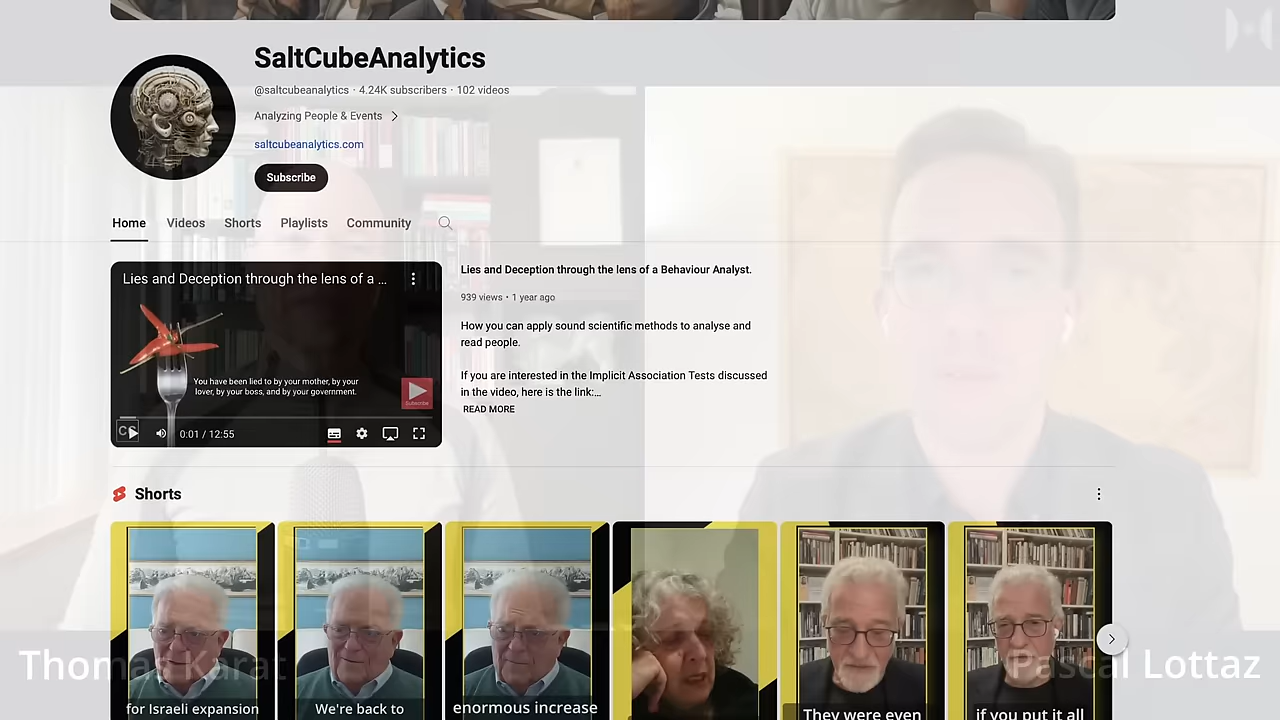 SaltCubeAnalytics
@saltcubeanalytics · 4.24K subscribers · 102 videos
Analyzing People & Events
saltcubeanalytics.com
Subscribe
Home Videos Shorts Playlists Community
Lies and Deception through the lens of a ...
You have been lied to by your mother, by your
lover, by your boss, and by your government.
Subscribe
CC
0:01 / 12:55
Lies and Deception through the lens of a Behaviour Analyst.
939 views · 1 year ago
How you can apply sound scientific methods to analyse and
read people.
If you are interested in the Implicit Association Tests discussed
in the video, here is the link:...
READ MORE
Shorts
for Israeli expansion
We're back to
enormous increase
They were even
if you put it all
Thomas Karat
Pascal Lottaz